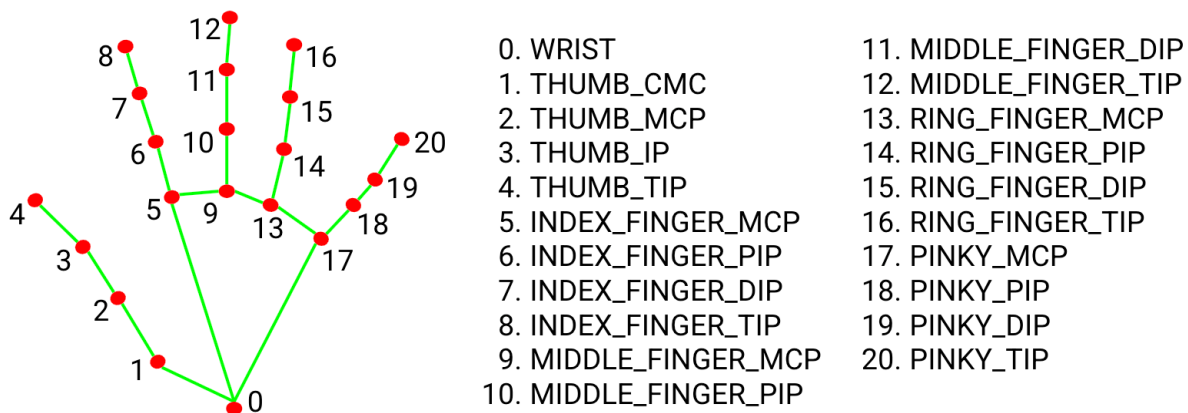 12
8
16
11
7
15
10
6
20
14
19
4
5
9
13
18
3
17
2
1
0
0. WRIST
1. THUMB_CMC
2. THUMB_MCP
3. THUMB_IP
4. THUMB_TIP
5. INDEX_FINGER_MCP
6. INDEX_FINGER_PIP
7. INDEX_FINGER_DIP
8. INDEX_FINGER_TIP
9. MIDDLE_FINGER_MCP
10. MIDDLE_FINGER_PIP
11. MIDDLE_FINGER_DIP
12. MIDDLE_FINGER_TIP
13. RING_FINGER_MCP
14. RING_FINGER_PIP
15. RING_FINGER_DIP
16. RING_FINGER_TIP
17. PINKY_MCP
18. PINKY_PIP
19. PINKY_DIP
20. PINKY_TIP